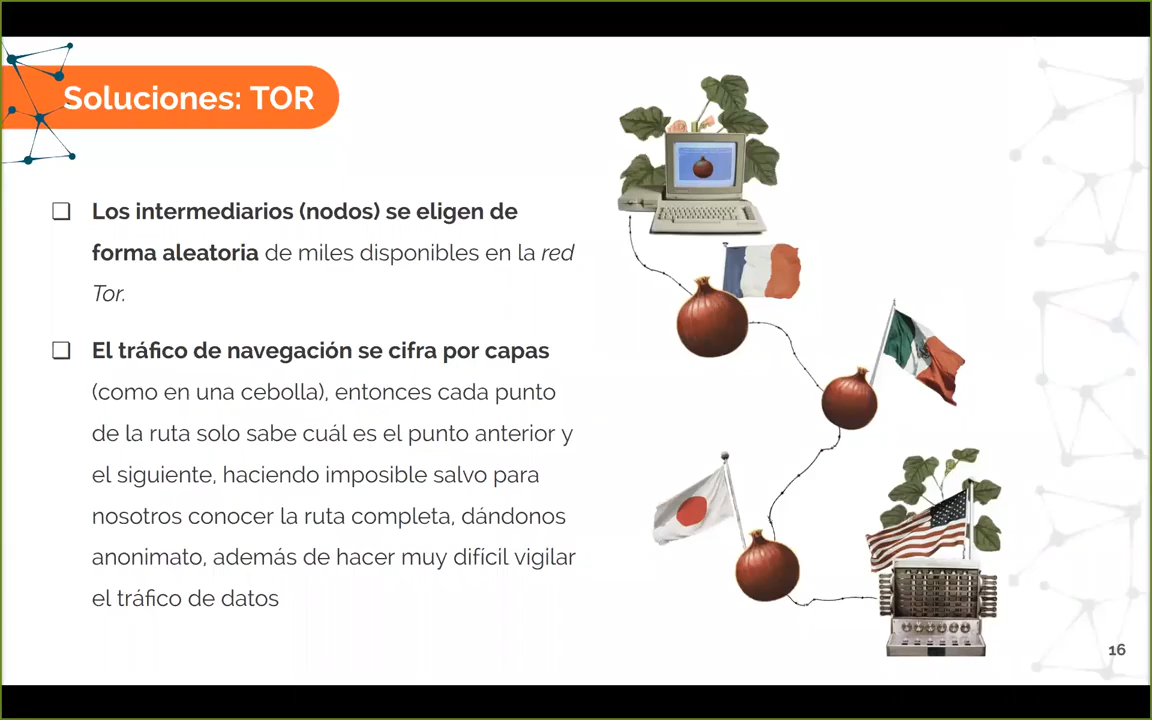 Soluciones: TOR
❏ Los intermediarios (nodos) se eligen de
forma aleatoria de miles disponibles en la red
Tor.
❏ El tráfico de navegación se cifra por capas
(como en una cebolla), entonces cada punto
de la ruta solo sabe cuál es el punto anterior y
el siguiente, haciendo imposible salvo para
nosotros conocer la ruta completa, dándonos
anonimato, además de hacer muy difícil vigilar
el tráfico de datos
16